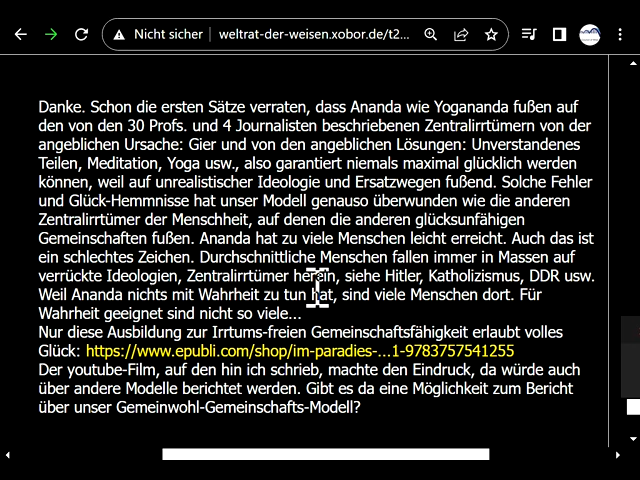 Nicht sicher weltrat-der-weisen.xobor.de/t2...
Danke. Schon die ersten Sätze verraten, dass Ananda wie Yogananda fußen auf
den von den 30 Profs. und 4 Journalisten beschriebenen Zentralirrtümern von der
angeblichen Ursache: Gier und von den angeblichen Lösungen: Unverstandenes
Teilen, Meditation, Yoga usw., also garantiert niemals maximal glücklich werden
können, weil auf unrealistischer Ideologie und Ersatzwegen fußend. Solche Fehler
und Glück-Hemmnisse hat unser Modell genauso überwunden wie die anderen
Zentralirrtümer der Menschheit, auf denen die anderen glücksunfähigen
Gemeinschaften fußen. Ananda hat zu viele Menschen leicht erreicht. Auch das ist
ein schlechtes Zeichen. Durchschnittliche Menschen fallen immer in Massen auf
verrückte Ideologien, Zentralirrtümer herein, siehe Hitler, Katholizismus, DDR usw.
Weil Ananda nichts mit Wahrheit zu tun hat, sind viele Menschen dort. Für
Wahrheit geeignet sind nicht so viele...
Nur diese Ausbildung zur Irrtums-freien Gemeinschaftsfähigkeit erlaubt volles
Glück: https://www.epubli.com/shop/im-paradies-...1-9783757541255
Der youtube-Film, auf den hin ich schrieb, machte den Eindruck, da würde auch
über andere Modelle berichtet werden. Gibt es da eine Möglichkeit zum Bericht
über unser Gemeinwohl-Gemeinschafts-Modell?